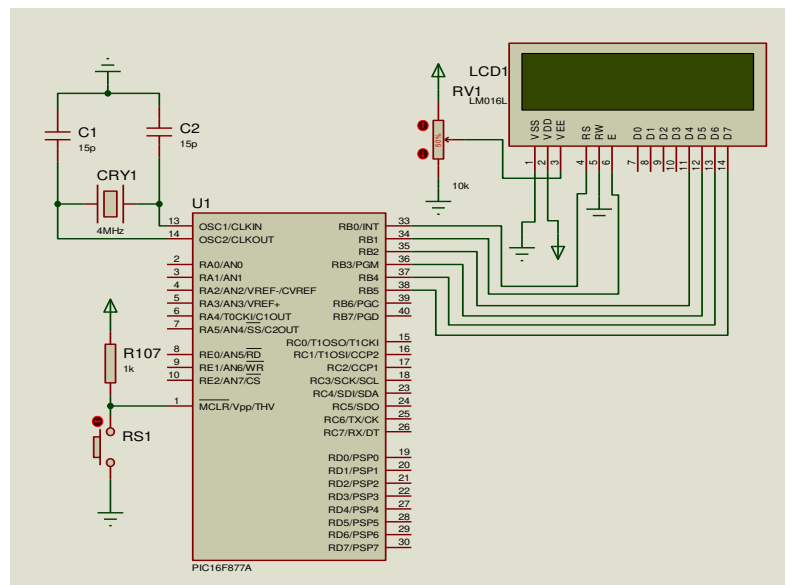 LCD1
LM016L
VSS
VDD
VEE
RS
RW
E
D0
D1
D2
D3
D4
D5
D6
D7
1
2
3
4
5
6
7
8
9
10
11
12
13
14
RV1
50%
10k
C1
15p
C2
15p
CRY1
4MHz
U1
13 OSC1/CLKIN
14 OSC2/CLKOUT
2 RA0/AN0
3 RA1/AN1
4 RA2/AN2/VREF-/CVREF
5 RA3/AN3/VREF+
6 RA4/T0CKI/C1OUT
7 RA5/AN4/SS/C2OUT
8 RE0/AN5/RD
9 RE1/AN6/WR
10 RE2/AN7/CS
1 MCLR/Vpp/THV
RB0/INT 33
RB1 34
RB2 35
RB3/PGM 36
RB4 37
RB5 38
RB6/PGC 39
RB7/PGD 40
RC0/T1OSO/T1CKI 15
RC1/T1OSI/CCP2 16
RC2/CCP1 17
RC3/SCK/SCL 18
RC4/SDI/SDA 23
RC5/SDO 24
RC6/TX/CK 25
RC7/RX/DT 26
RD0/PSP0 19
RD1/PSP1 20
RD2/PSP2 21
RD3/PSP3 22
RD4/PSP4 27
RD5/PSP5 28
RD6/PSP6 29
RD7/PSP7 30
PIC16F877A
R107
1k
RS1